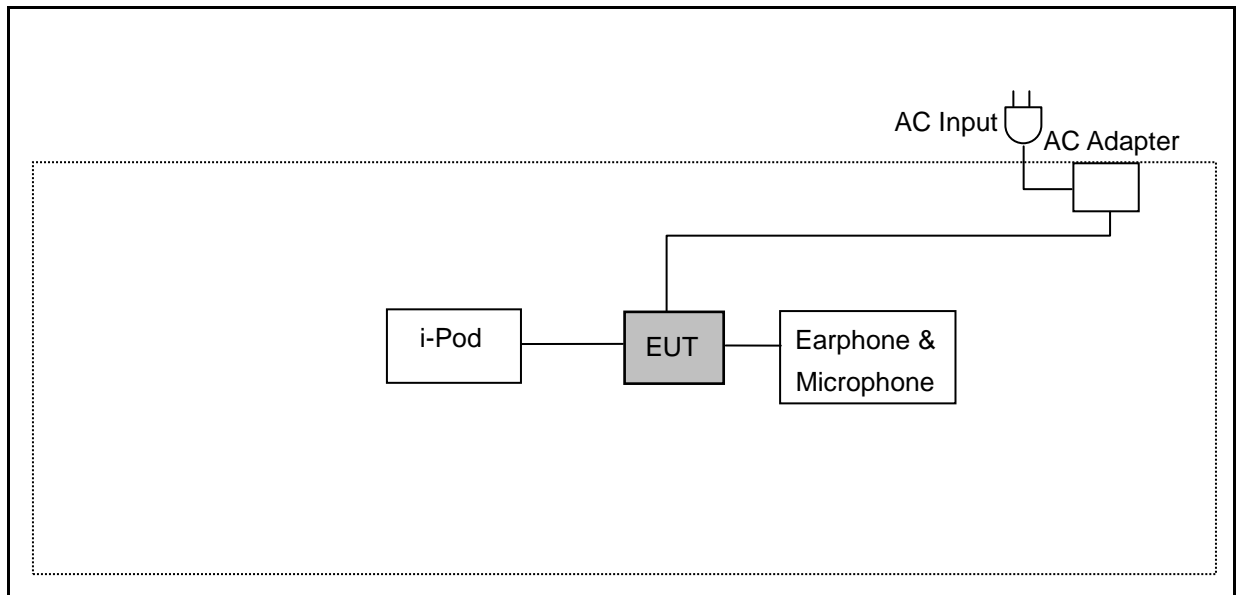 AC Input
AC Adapter
i-Pod
EUT
Earphone &
Microphone